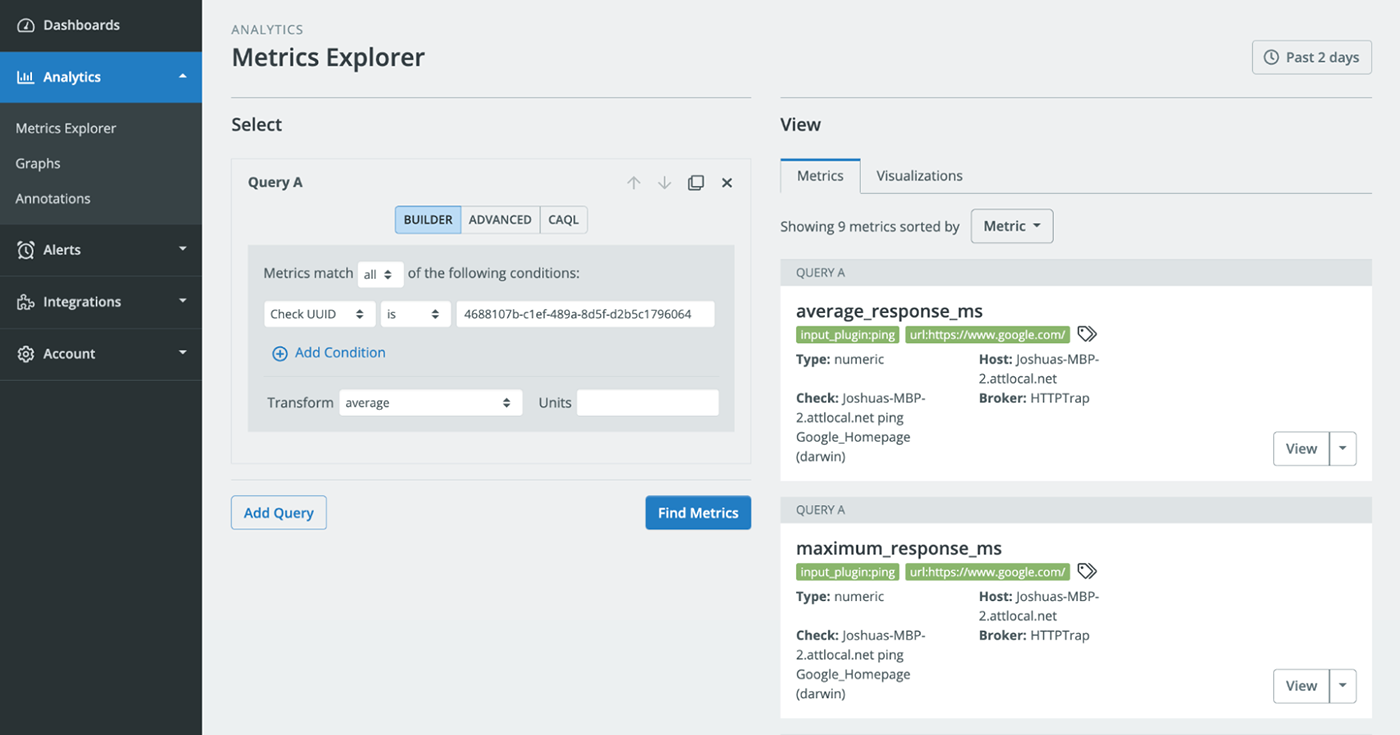 Dashboards
Analytics
Metrics Explorer
Graphs
Annotations
Alerts
Integrations
Account
ANALYTICS
Metrics Explorer
Past 2 days
Select
Query A
BUILDER ADVANCED CAQL
Metrics match all of the following conditions:
Check UUID is 4688107b-c1ef-489a-8d5f-d2b5c1796064
Add Condition
Transform average Units
Add Query Find Metrics
View
Metrics Visualizations
Showing 9 metrics sorted by Metric
QUERY A
average_response_ms
input_plugin:ping url:https://www.google.com/
Type: numeric
Host: Joshuas-MBP-
2.attlocal.net
Check: Joshuas-MBP-
2.attlocal.net ping
Google_Homepage
(darwin)
Broker: HTTPTrap
View
QUERY A
maximum_response_ms
input_plugin:ping url:https://www.google.com/
Type: numeric
Host: Joshuas-MBP-
2.attlocal.net
Check: Joshuas-MBP-
2.attlocal.net ping
Google_Homepage
(darwin)
Broker: HTTPTrap
View